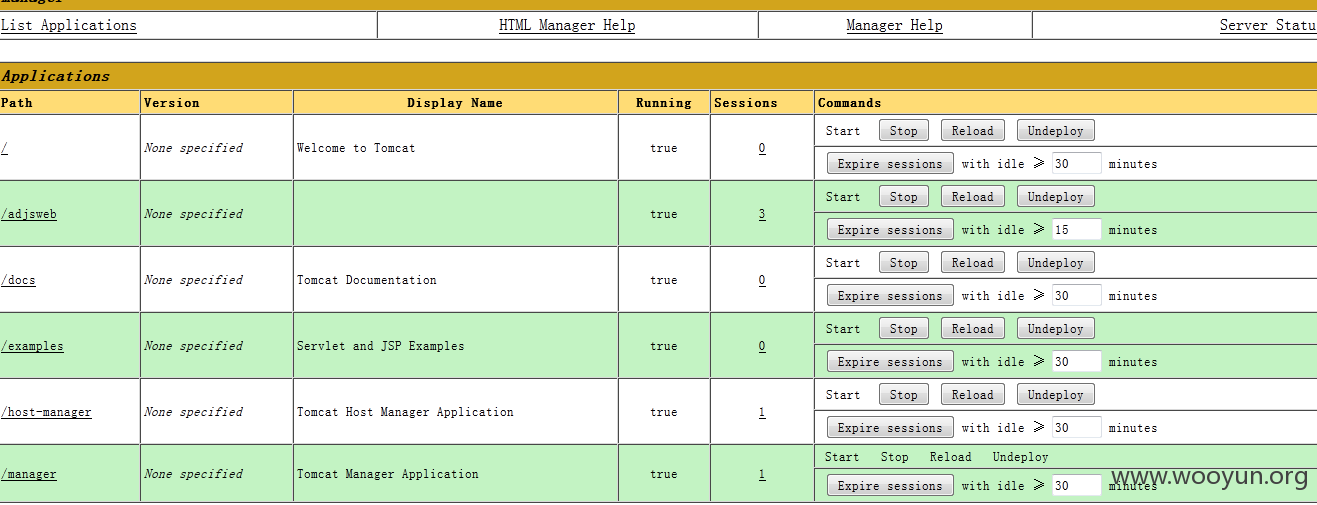 Manager
List Applications HTML Manager Help Manager Help Server Statu
Applications
Path Version Display Name Running Sessions Commands
/ None specified Welcome to Tomcat true 0 Start Stop Reload Undeploy
Expire sessions with idle ≥ 30 minutes
/adjsweb None specified true 3 Start Stop Reload Undeploy
Expire sessions with idle ≥ 15 minutes
/docs None specified Tomcat Documentation true 0 Start Stop Reload Undeploy
Expire sessions with idle ≥ 30 minutes
/examples None specified Servlet and JSP Examples true 0 Start Stop Reload Undeploy
Expire sessions with idle ≥ 30 minutes
/host-manager None specified Tomcat Host Manager Application true 1 Start Stop Reload Undeploy
Expire sessions with idle ≥ 30 minutes
/manager None specified Tomcat Manager Application true 1 Start Stop Reload Undeploy
Expire sessions with idle ≥ 30 minutes
www.wooyun.org